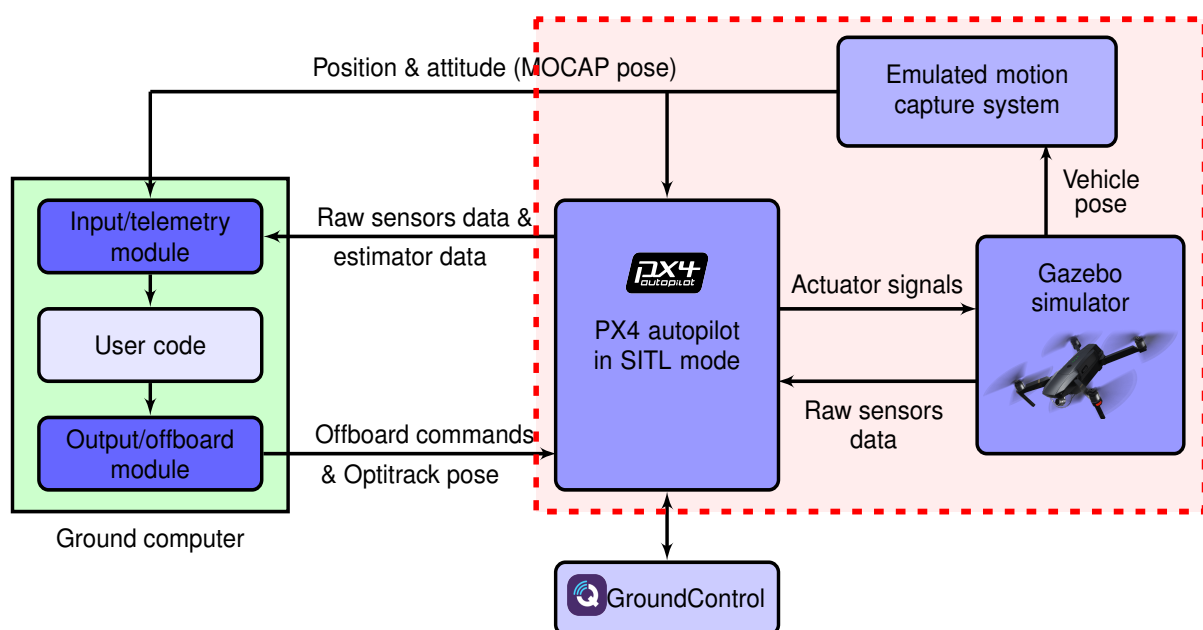 Position & attitude (MOCAP pose)
Emulated motion
capture system
Vehicle
pose
Input/telemetry
module
Raw sensors data &
estimator data
User code
Output/offboard
module
Offboard commands
& Optitrack pose
Ground computer
px4
autopilot
PX4 autopilot
in SITL mode
Actuator signals
Raw sensors
data
Gazebo
simulator
Q
GroundControl